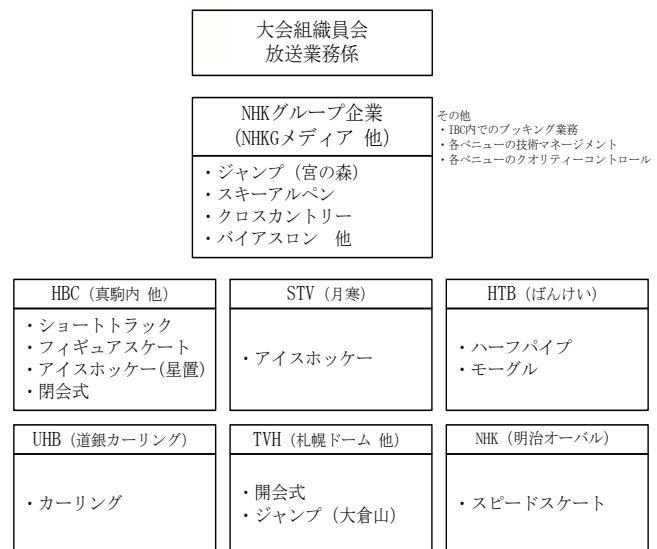 大会組織員会
放送業務係
NHKグループ企業
(NHKGメディア 他)
・ジャンプ (宮の森)
・スキーアルペン
・クロスカントリー
・バイアスロン 他
その他
・IBC内でのブッキング業務
・各ベニューの技術マネージメント
・各ベニューのクオリティーコントロール
HBC (真駒内 他)
・ショートトラック
・フィギュアスケート
・アイスホッケー(星置)
・閉会式
STV (月寒)
・アイスホッケー
HTB (ばんけい)
・ハーフパイプ
・モーグル
UHB (道銀カーリング)
・カーリング
TVH (札幌ドーム 他)
・開会式
・ジャンプ (大倉山)
NHK (明治オーバル)
・スピードスケート